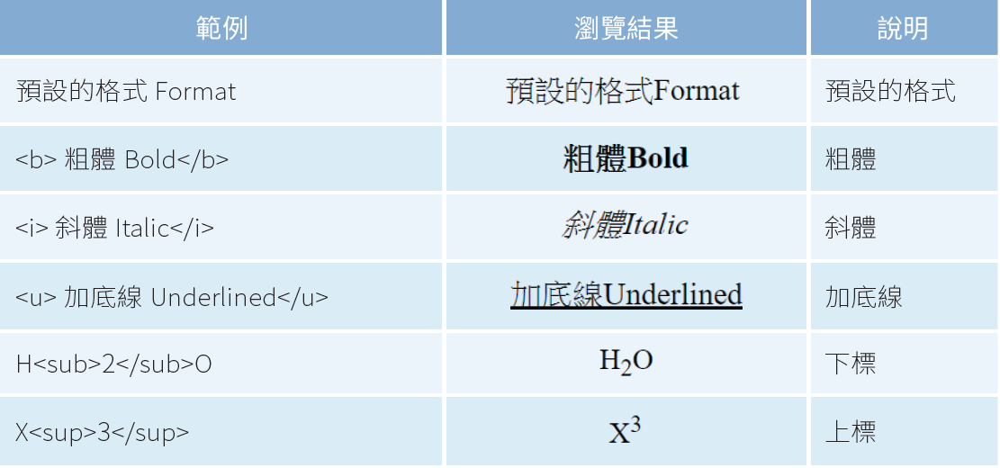 範例 瀏覽結果 說明
預設的格式 Format 預設的格式Format 預設的格式
<b> 粗體 Bold</b> 粗體Bold 粗體
<i> 斜體 Italic</i> 斜體Italic 斜體
<u> 加底線 Underlined</u> 加底線Underlined 加底線
H<sub>2</sub>O H₂O 下標
X<sup>3</sup> X³ 上標